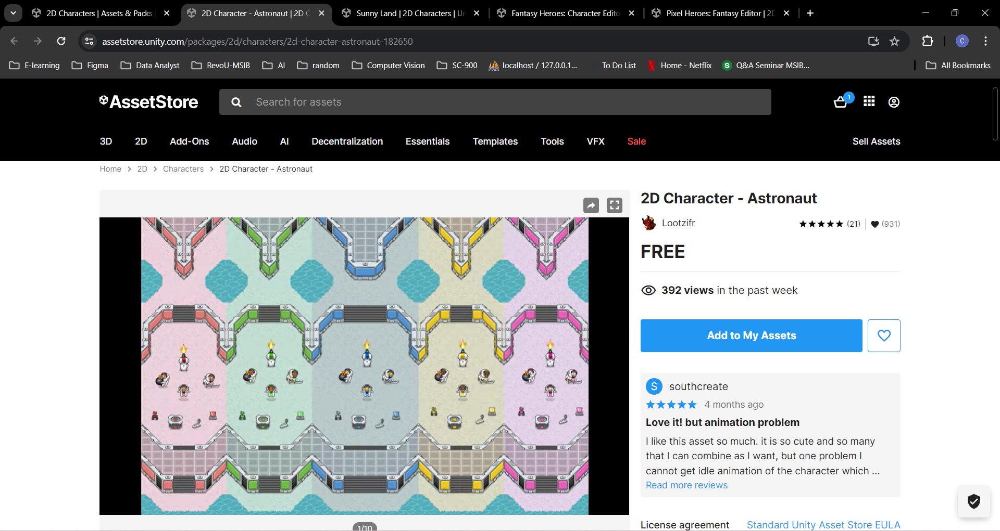 2D Characters | Assets & Packs
2D Character - Astronaut | 2D C
Sunny Land | 2D Characters | Un
Fantasy Heroes: Character Edito
Pixel Heroes: Fantasy Editor | 2D
assetstore.unity.com/packages/2d/characters/2d-character-astronaut-182650
C
E-learning
Figma
Data Analyst
RevoU-MSIB
AI
random
Computer Vision
SC-900
localhost / 127.0.0.1...
To Do List
Home - Netflix
S
Q&A Seminar MSIB...
All Bookmarks
AssetStore
Search for assets
1
3D
2D
Add-Ons
Audio
AI
Decentralization
Essentials
Templates
Tools
VFX
Sale
Sell Assets
Home > 2D > Characters > 2D Character - Astronaut
2D Character - Astronaut
Lootzifr
(21)
(931)
FREE
392 views in the past week
Add to My Assets
S
southcreate
4 months ago
Love it! but animation problem
I like this asset so much. it is so cute and so many
that I can combine as I want, but one problem I
cannot get idle animation of the character which ...
Read more reviews
1/10
License agreement
Standard Unity Asset Store EULA